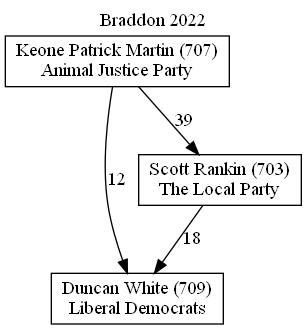 Braddon 2022
Keone Patrick Martin (707)
Animal Justice Party
39
Scott Rankin (703)
The Local Party
12
18
Duncan White (709)
Liberal Democrats